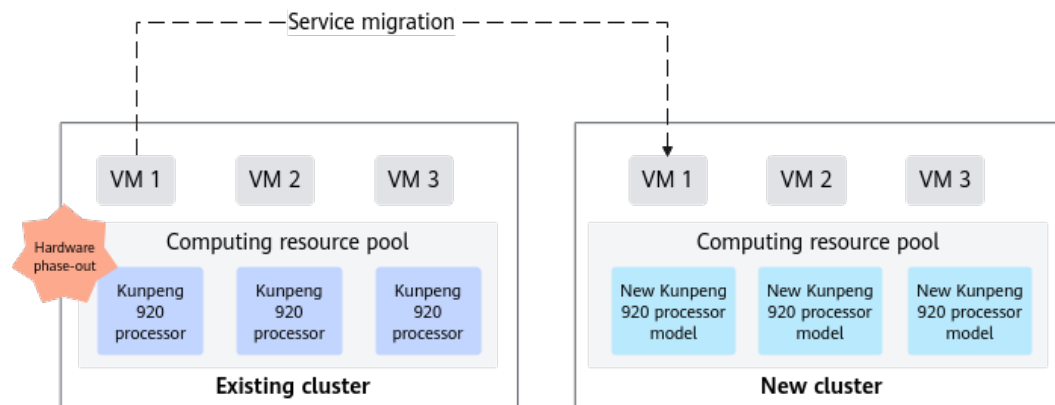 Service migration
VM 1
VM 2
VM 3
VM 1
VM 2
VM 3
Hardware
phase-out
Computing resource pool
Kunpeng
920
processor
Kunpeng
920
processor
Kunpeng
920
processor
Existing cluster
Computing resource pool
New Kunpeng
920 processor
model
New Kunpeng
920 processor
model
New Kunpeng
920 processor
model
New cluster